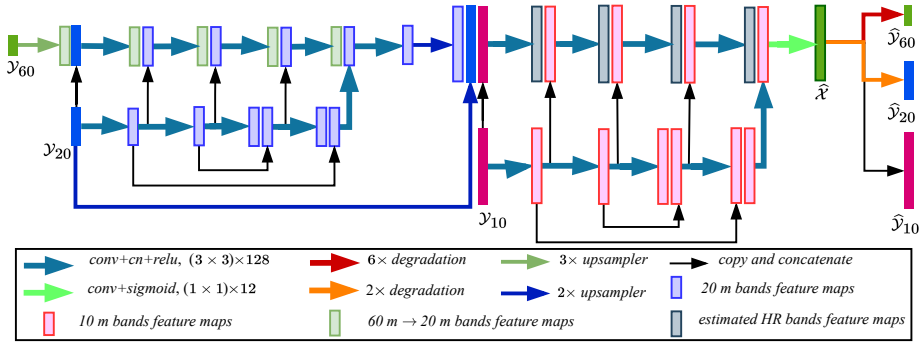 𝒴60
𝒴20
𝒴10
𝒳̂
𝒴̂60
𝒴̂20
𝒴̂10
conv+cn+relu, (3 × 3)×128
6× degradation
3× upsampler
copy and concatenate
conv+sigmoid, (1 × 1)×12
2× degradation
2× upsampler
20 m bands feature maps
10 m bands feature maps
60 m → 20 m bands feature maps
estimated HR bands feature maps